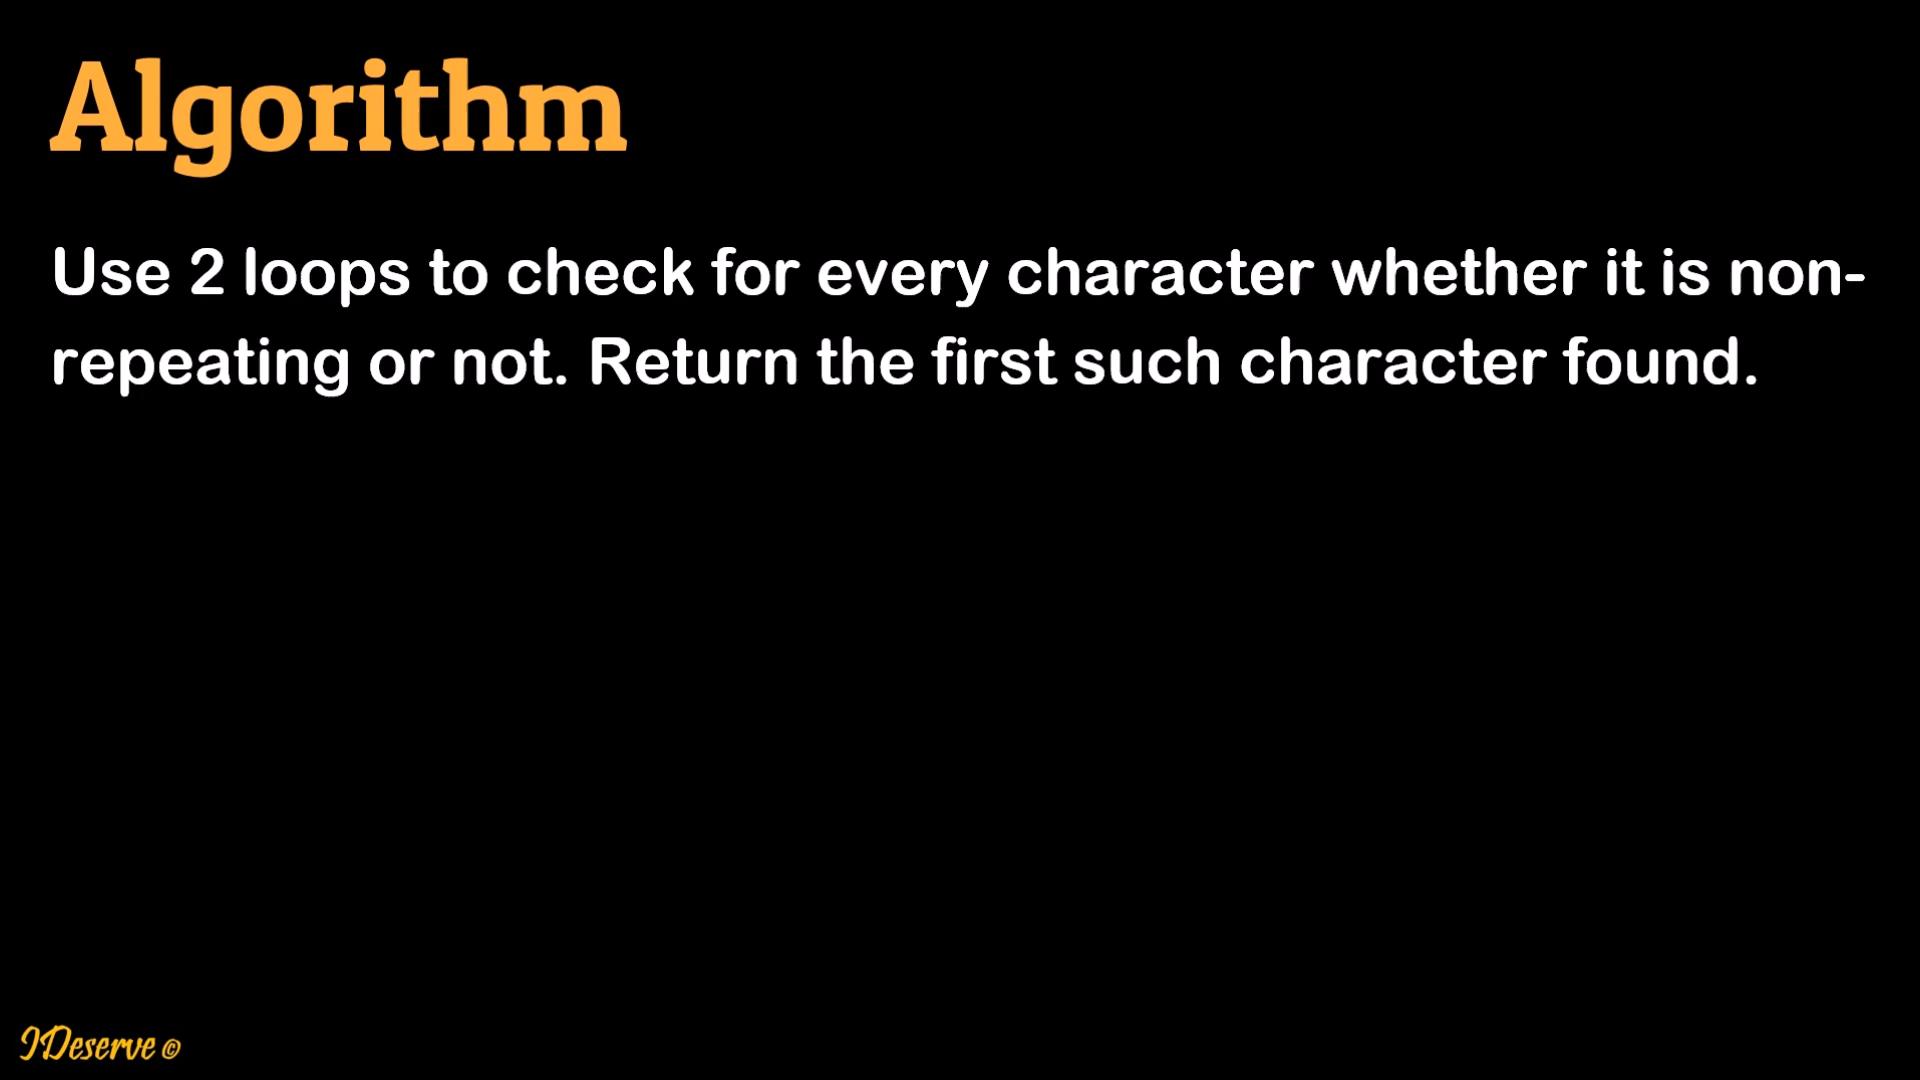 Algorithm
Use 2 loops to check for every character whether it is non-
repeating or not. Return the first such character found.
IDeserve ©